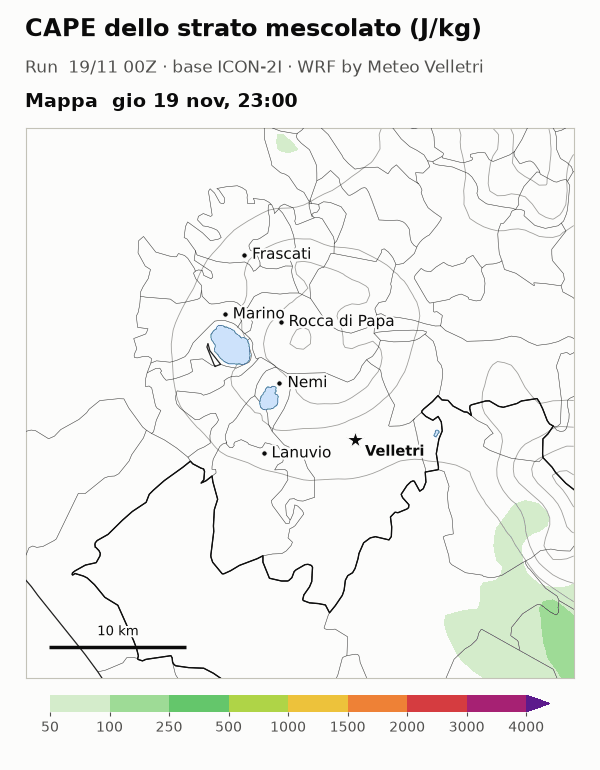 CAPE dello strato mescolato (J/kg)
Run  19/11 00Z · base ICON-2I · WRF by Meteo Velletri
Mappa  gio 19 nov, 23:00
Frascati
Marino
Rocca di Papa
Nemi
Velletri
Lanuvio
10 km
50 100 250 500 1000 1500 2000 3000 4000